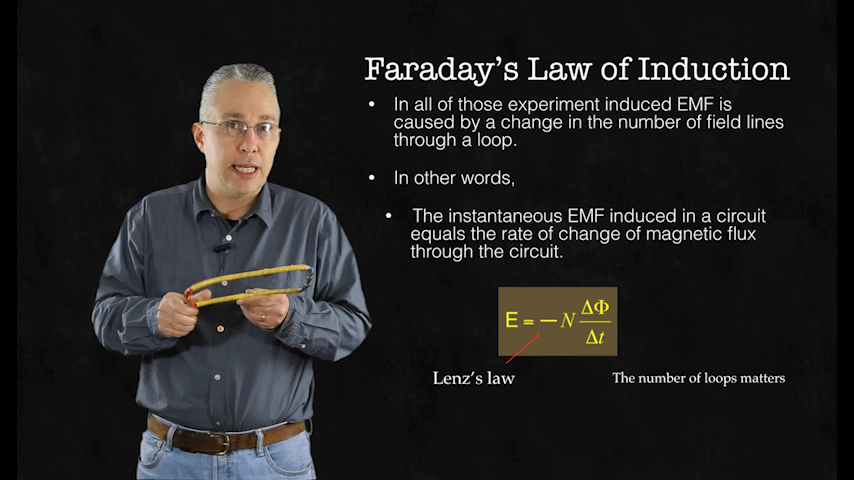 Faraday's Law of Induction
• In all of those experiment induced EMF is
caused by a change in the number of field lines
through a loop.
• In other words,
• The instantaneous EMF induced in a circuit
equals the rate of change of magnetic flux
through the circuit.
E = − N ΔΦ/Δt
Lenz's law
The number of loops matters